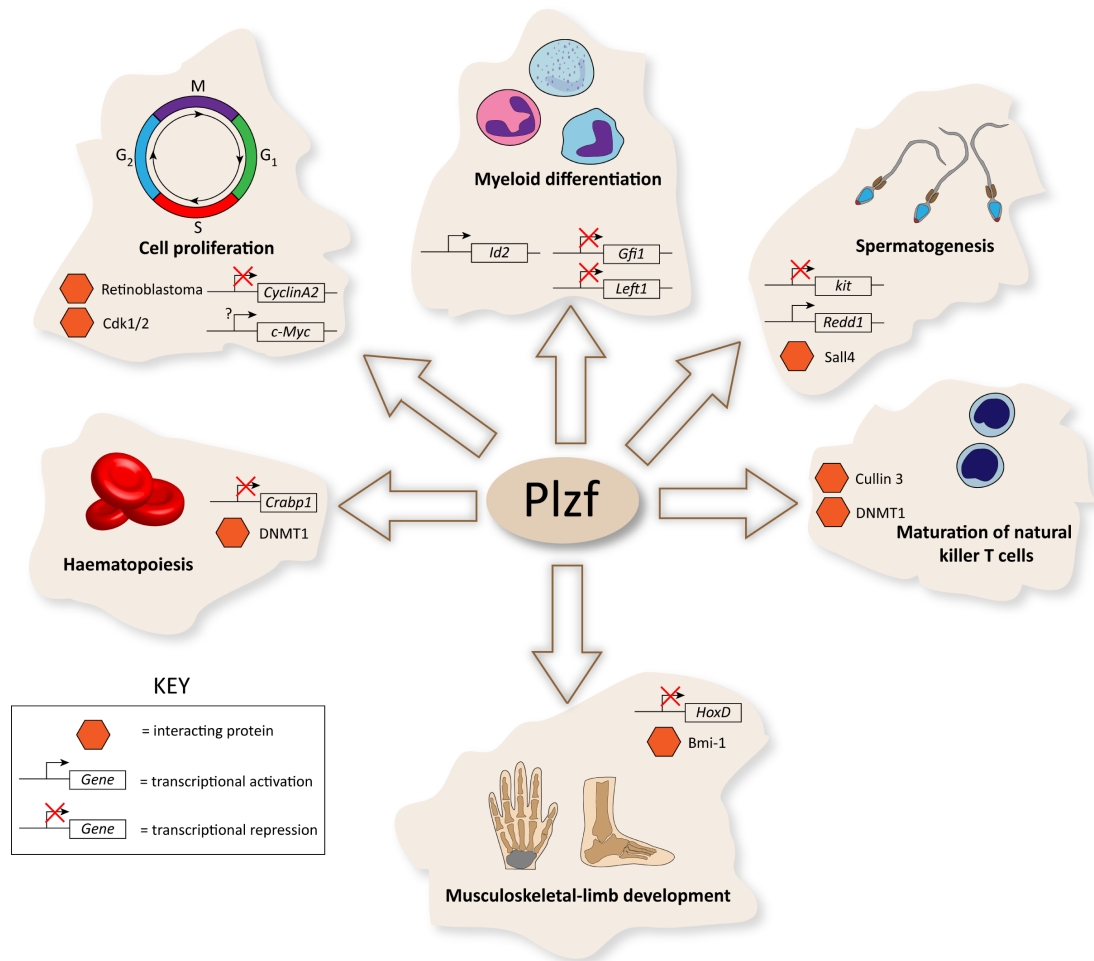 M
G2
G1
S
Cell proliferation
Retinoblastoma
CyclinA2
Cdk1/2
?
c-Myc
Myeloid differentiation
Id2
Gfi1
Left1
Spermatogenesis
kit
Redd1
Sall4
Haematopoiesis
Crabp1
DNMT1
Plzf
Cullin 3
DNMT1
Maturation of natural
killer T cells
HoxD
Bmi-1
Musculoskeletal-limb development
KEY
= interacting protein
Gene = transcriptional activation
Gene = transcriptional repression